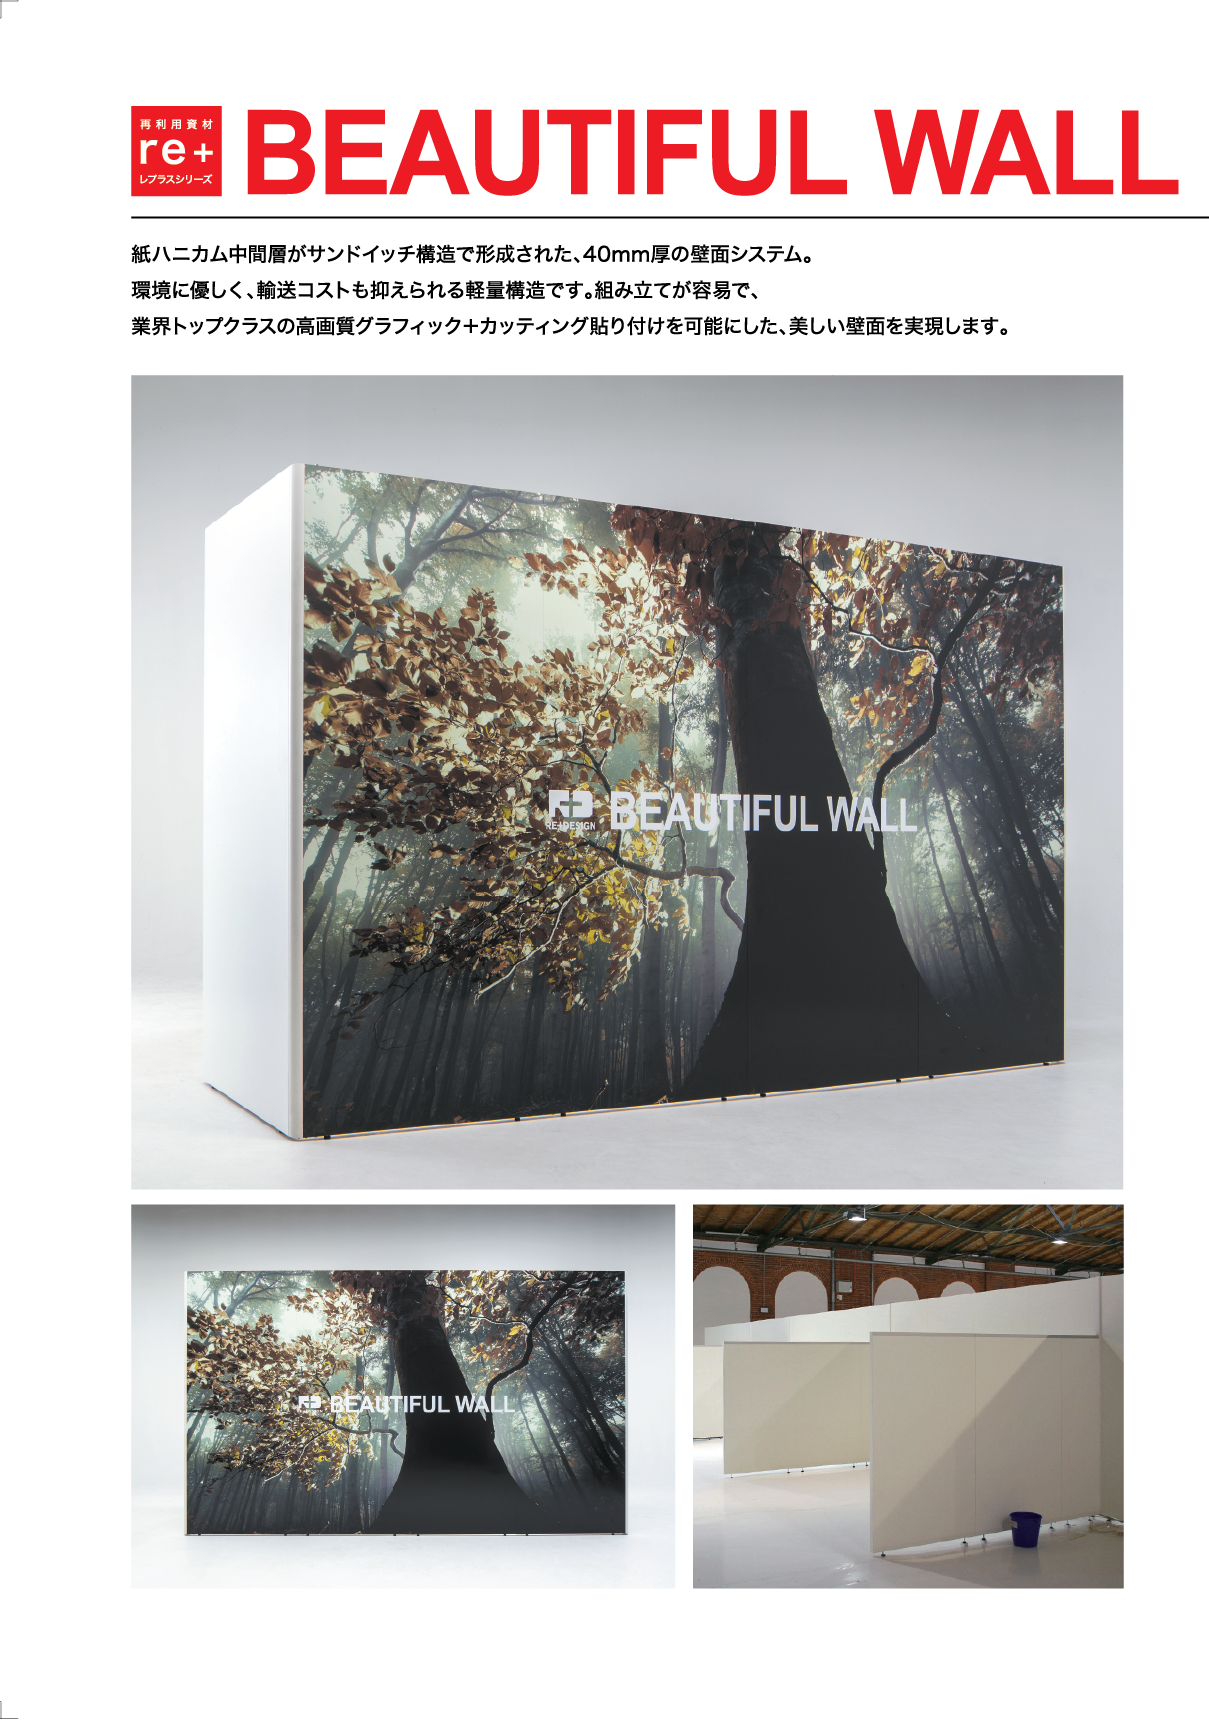 再利用資材
re+
レプラスシリーズ
BEAUTIFUL WALL
紙ハニカム中間層がサンドイッチ構造で形成された、40mm厚の壁面システム。
環境に優しく、輸送コストも抑えられる軽量構造です。組み立てが容易で、
業界トップクラスの高画質グラフィック＋カッティング貼り付けを可能にした、美しい壁面を実現します。
RE+DESIGN
BEAUTIFUL WALL
BEAUTIFUL WALL